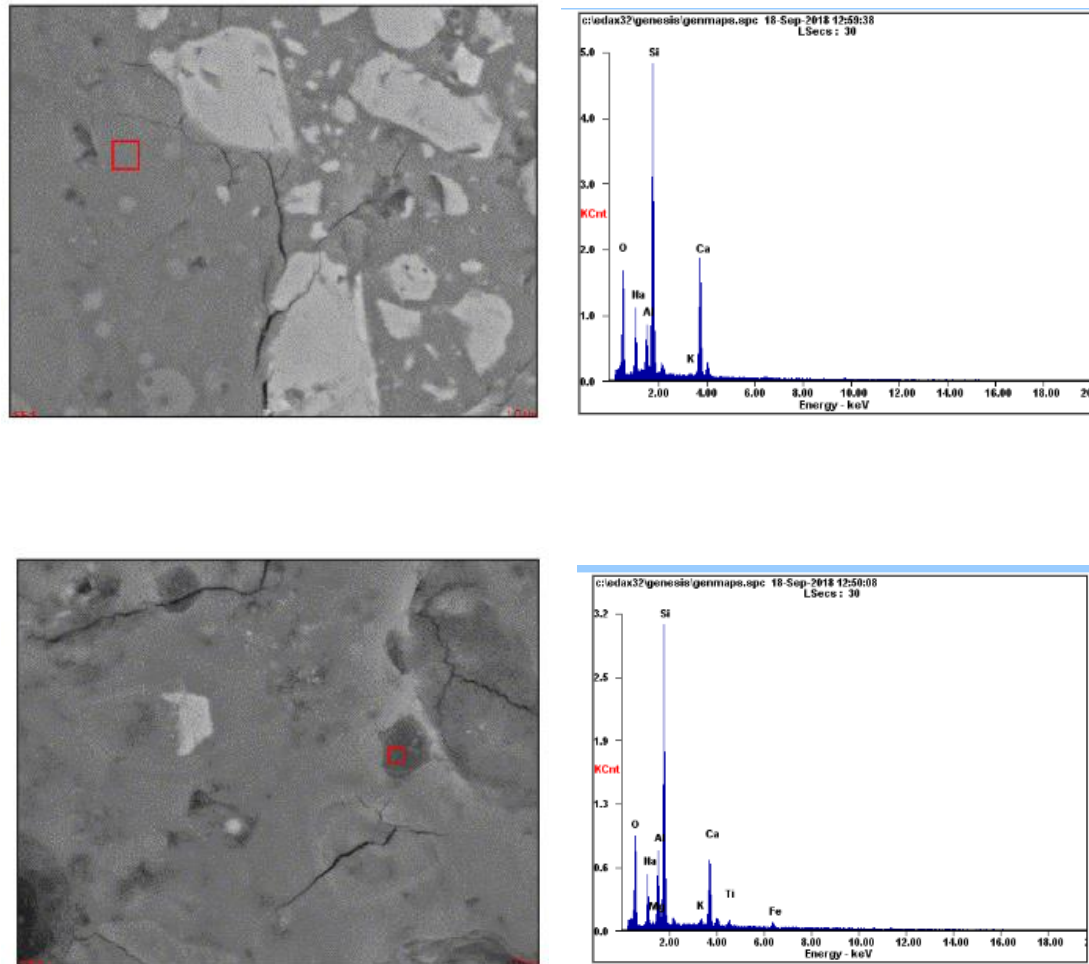 c:\edax32\genesis\genmaps.spc 18-Sep-2018 12:59:38
LSecs : 30
5.0
Si
4.0
3.0
KCnt
2.0
O
Ca
Na
1.0
A
K
0.0
2.00 4.00 6.00 8.00 10.00 12.00 14.00 16.00 18.00 20
Energy - keV
c:\edax32\genesis\genmaps.spc 18-Sep-2018 12:50:08
LSecs : 30
3.2
Si
2.5
1.9
KCnt
1.3
O
A
Ca
Na
0.6
Mg
K
Ti
Fe
0.0
2.00 4.00 6.00 8.00 10.00 12.00 14.00 16.00 18.00 20
Energy - keV